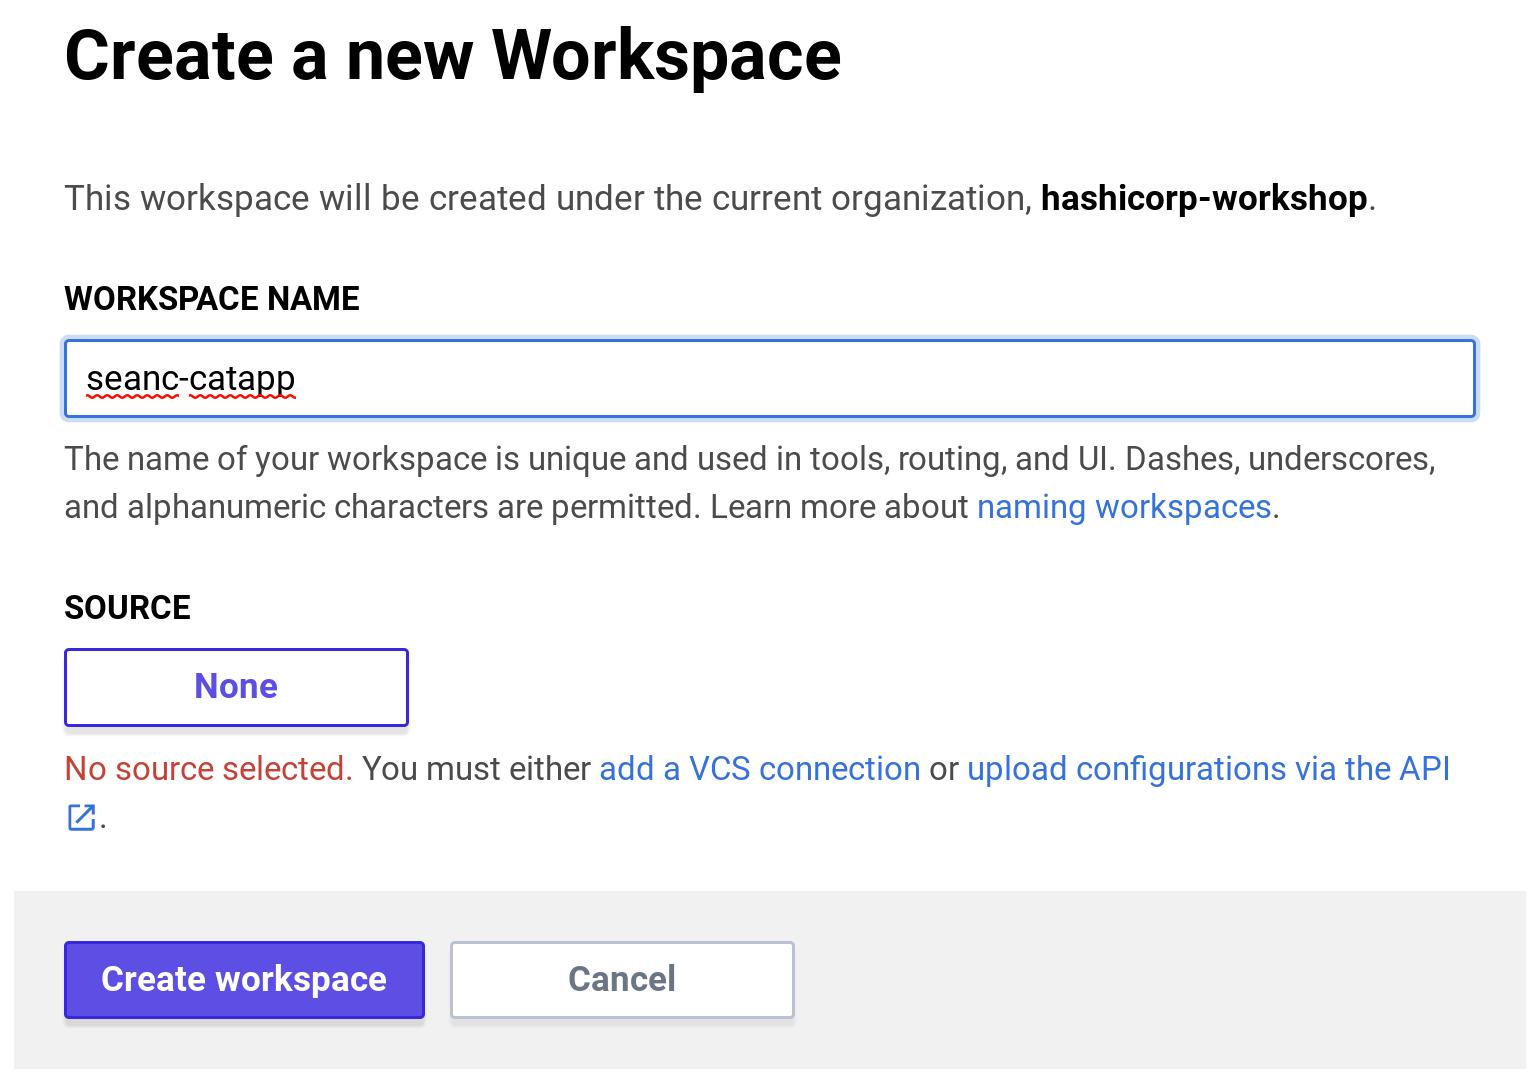 Create a new Workspace
This workspace will be created under the current organization, hashicorp-workshop.
WORKSPACE NAME
seanc-catapp
The name of your workspace is unique and used in tools, routing, and UI. Dashes, underscores,
and alphanumeric characters are permitted. Learn more about naming workspaces.
SOURCE
None
No source selected. You must either add a VCS connection or upload configurations via the API
.
Create workspace
Cancel